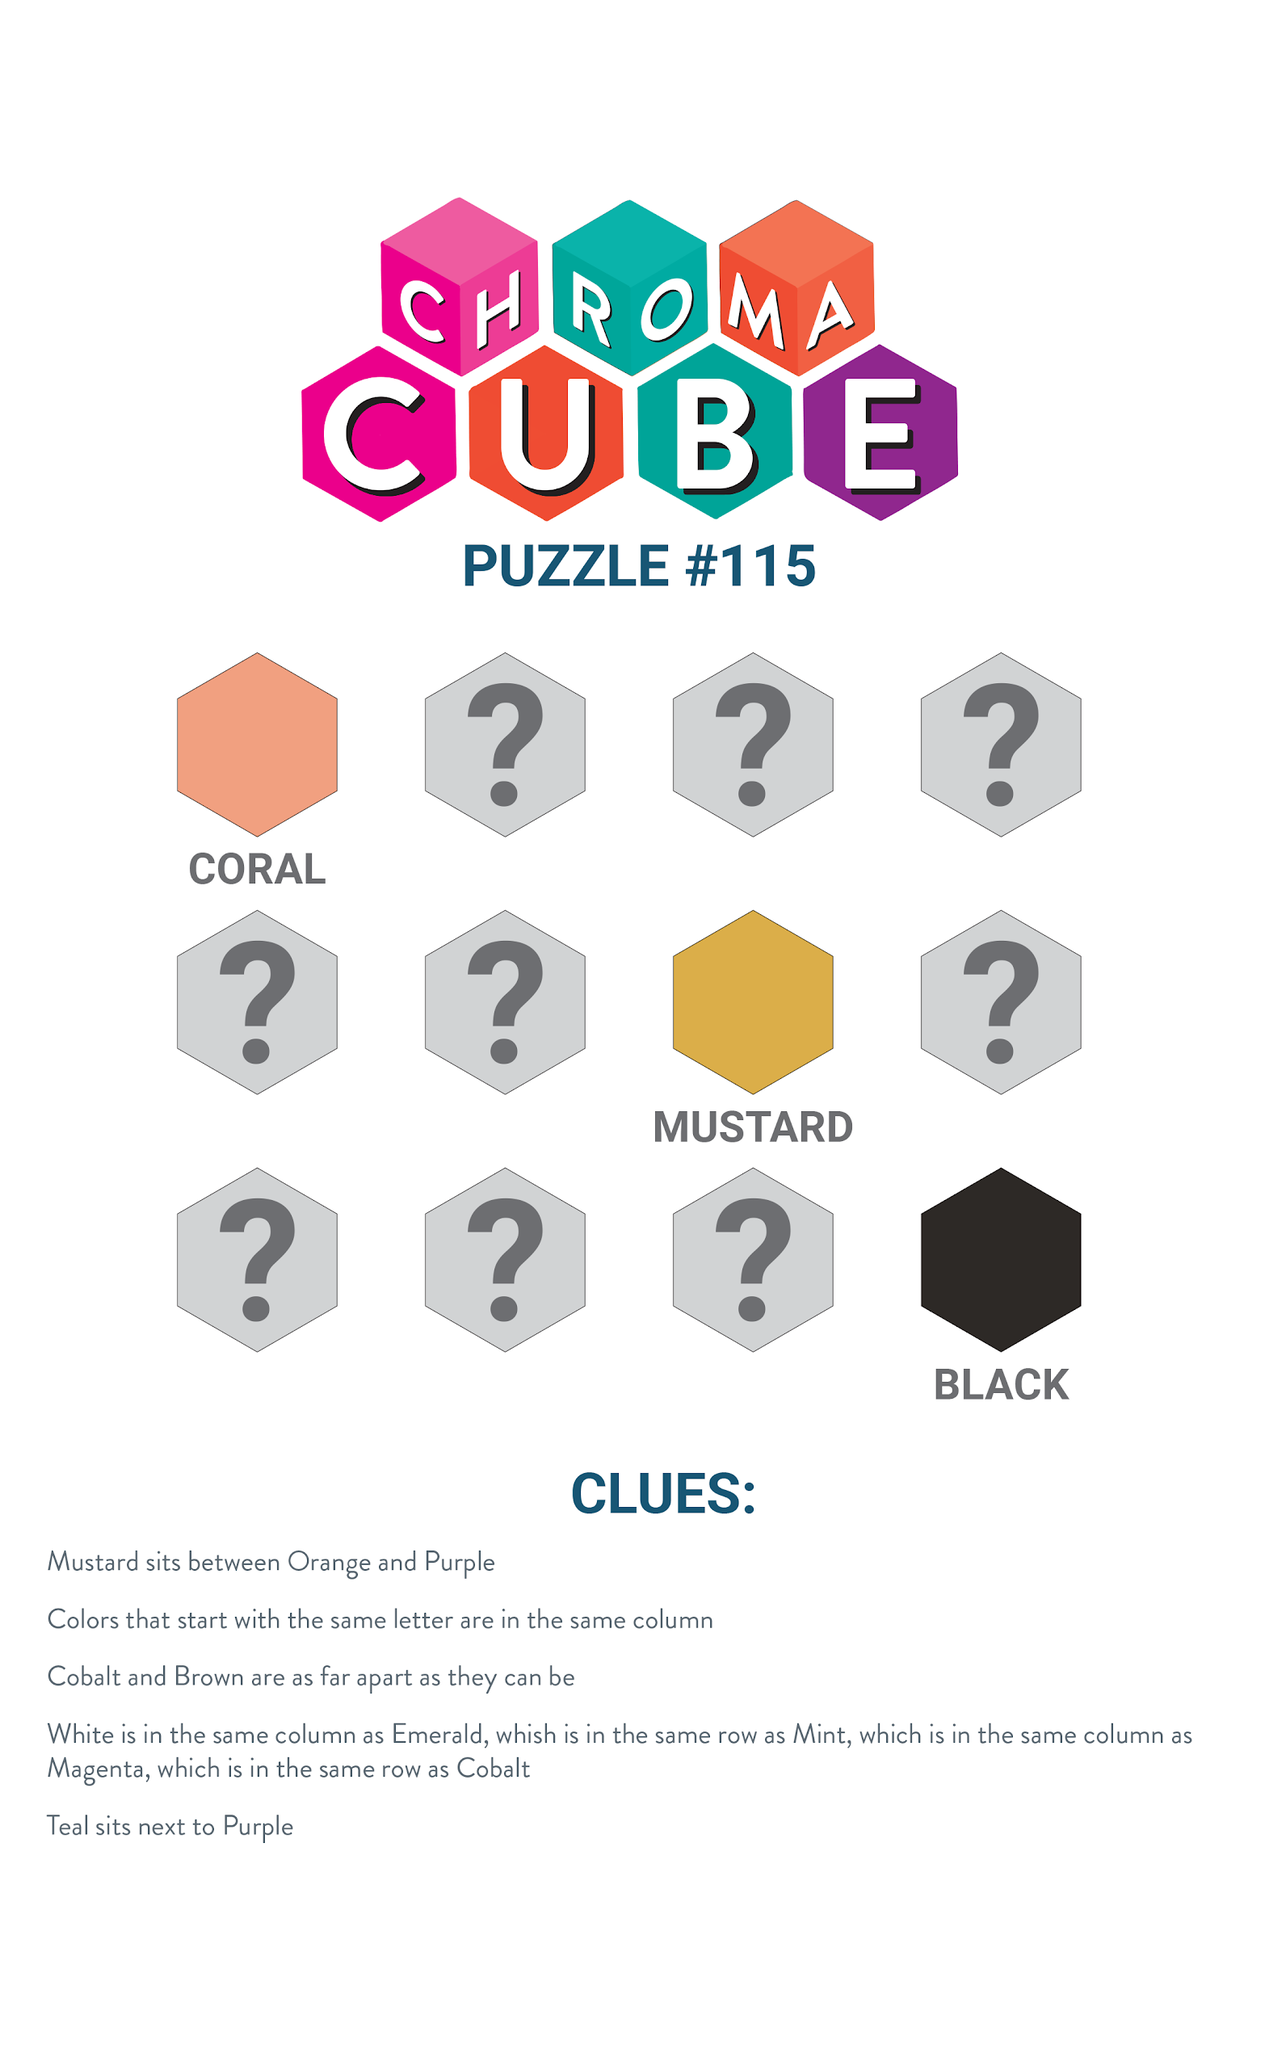 CHROMA
CUBE
PUZZLE #115
? ? ?
CORAL
? ? ?
MUSTARD
? ? ?
BLACK
CLUES:
Mustard sits between Orange and Purple
Colors that start with the same letter are in the same column
Cobalt and Brown are as far apart as they can be
White is in the same column as Emerald, whish is in the same row as Mint, which is in the same column as
Magenta, which is in the same row as Cobalt
Teal sits next to Purple